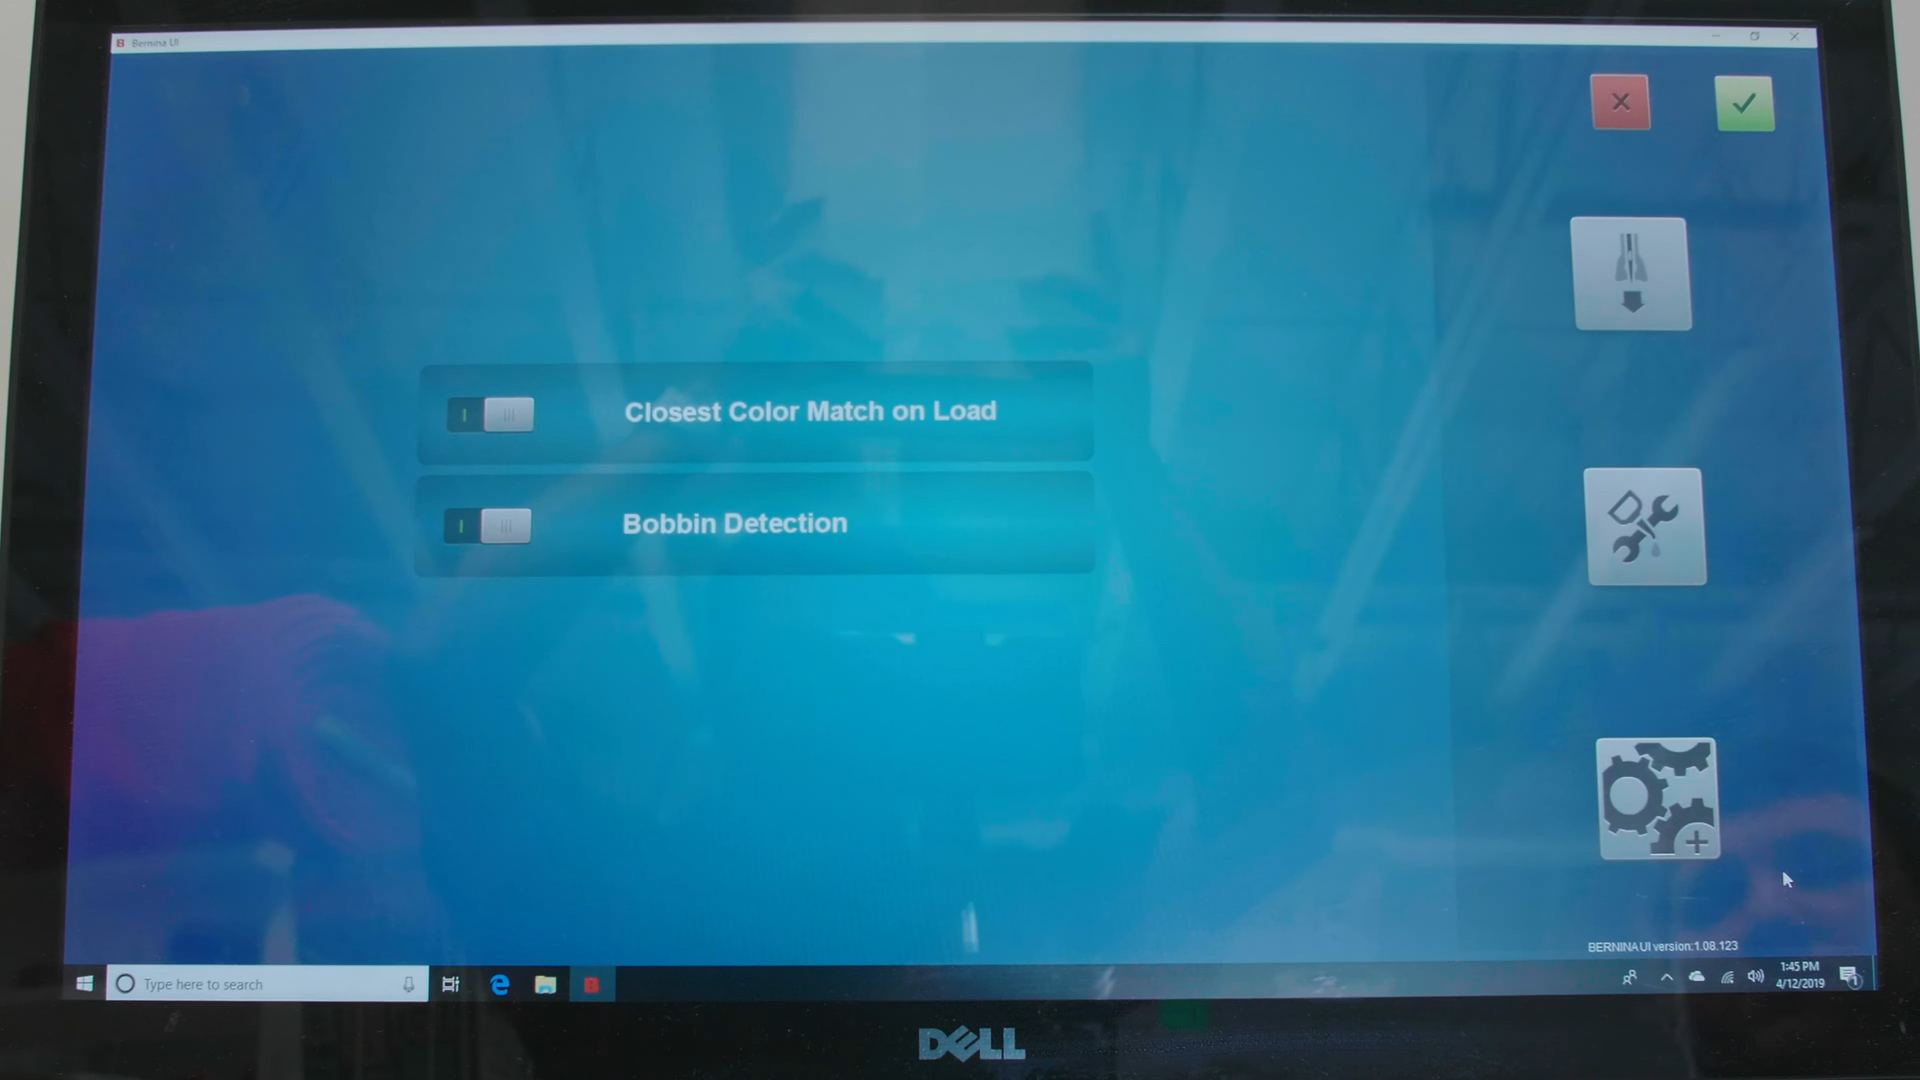 Bernina UI
Closest Color Match on Load
Bobbin Detection
BERNINA UI version:1.08.123
Type here to search
1:45 PM
4/12/2019
1
DELL